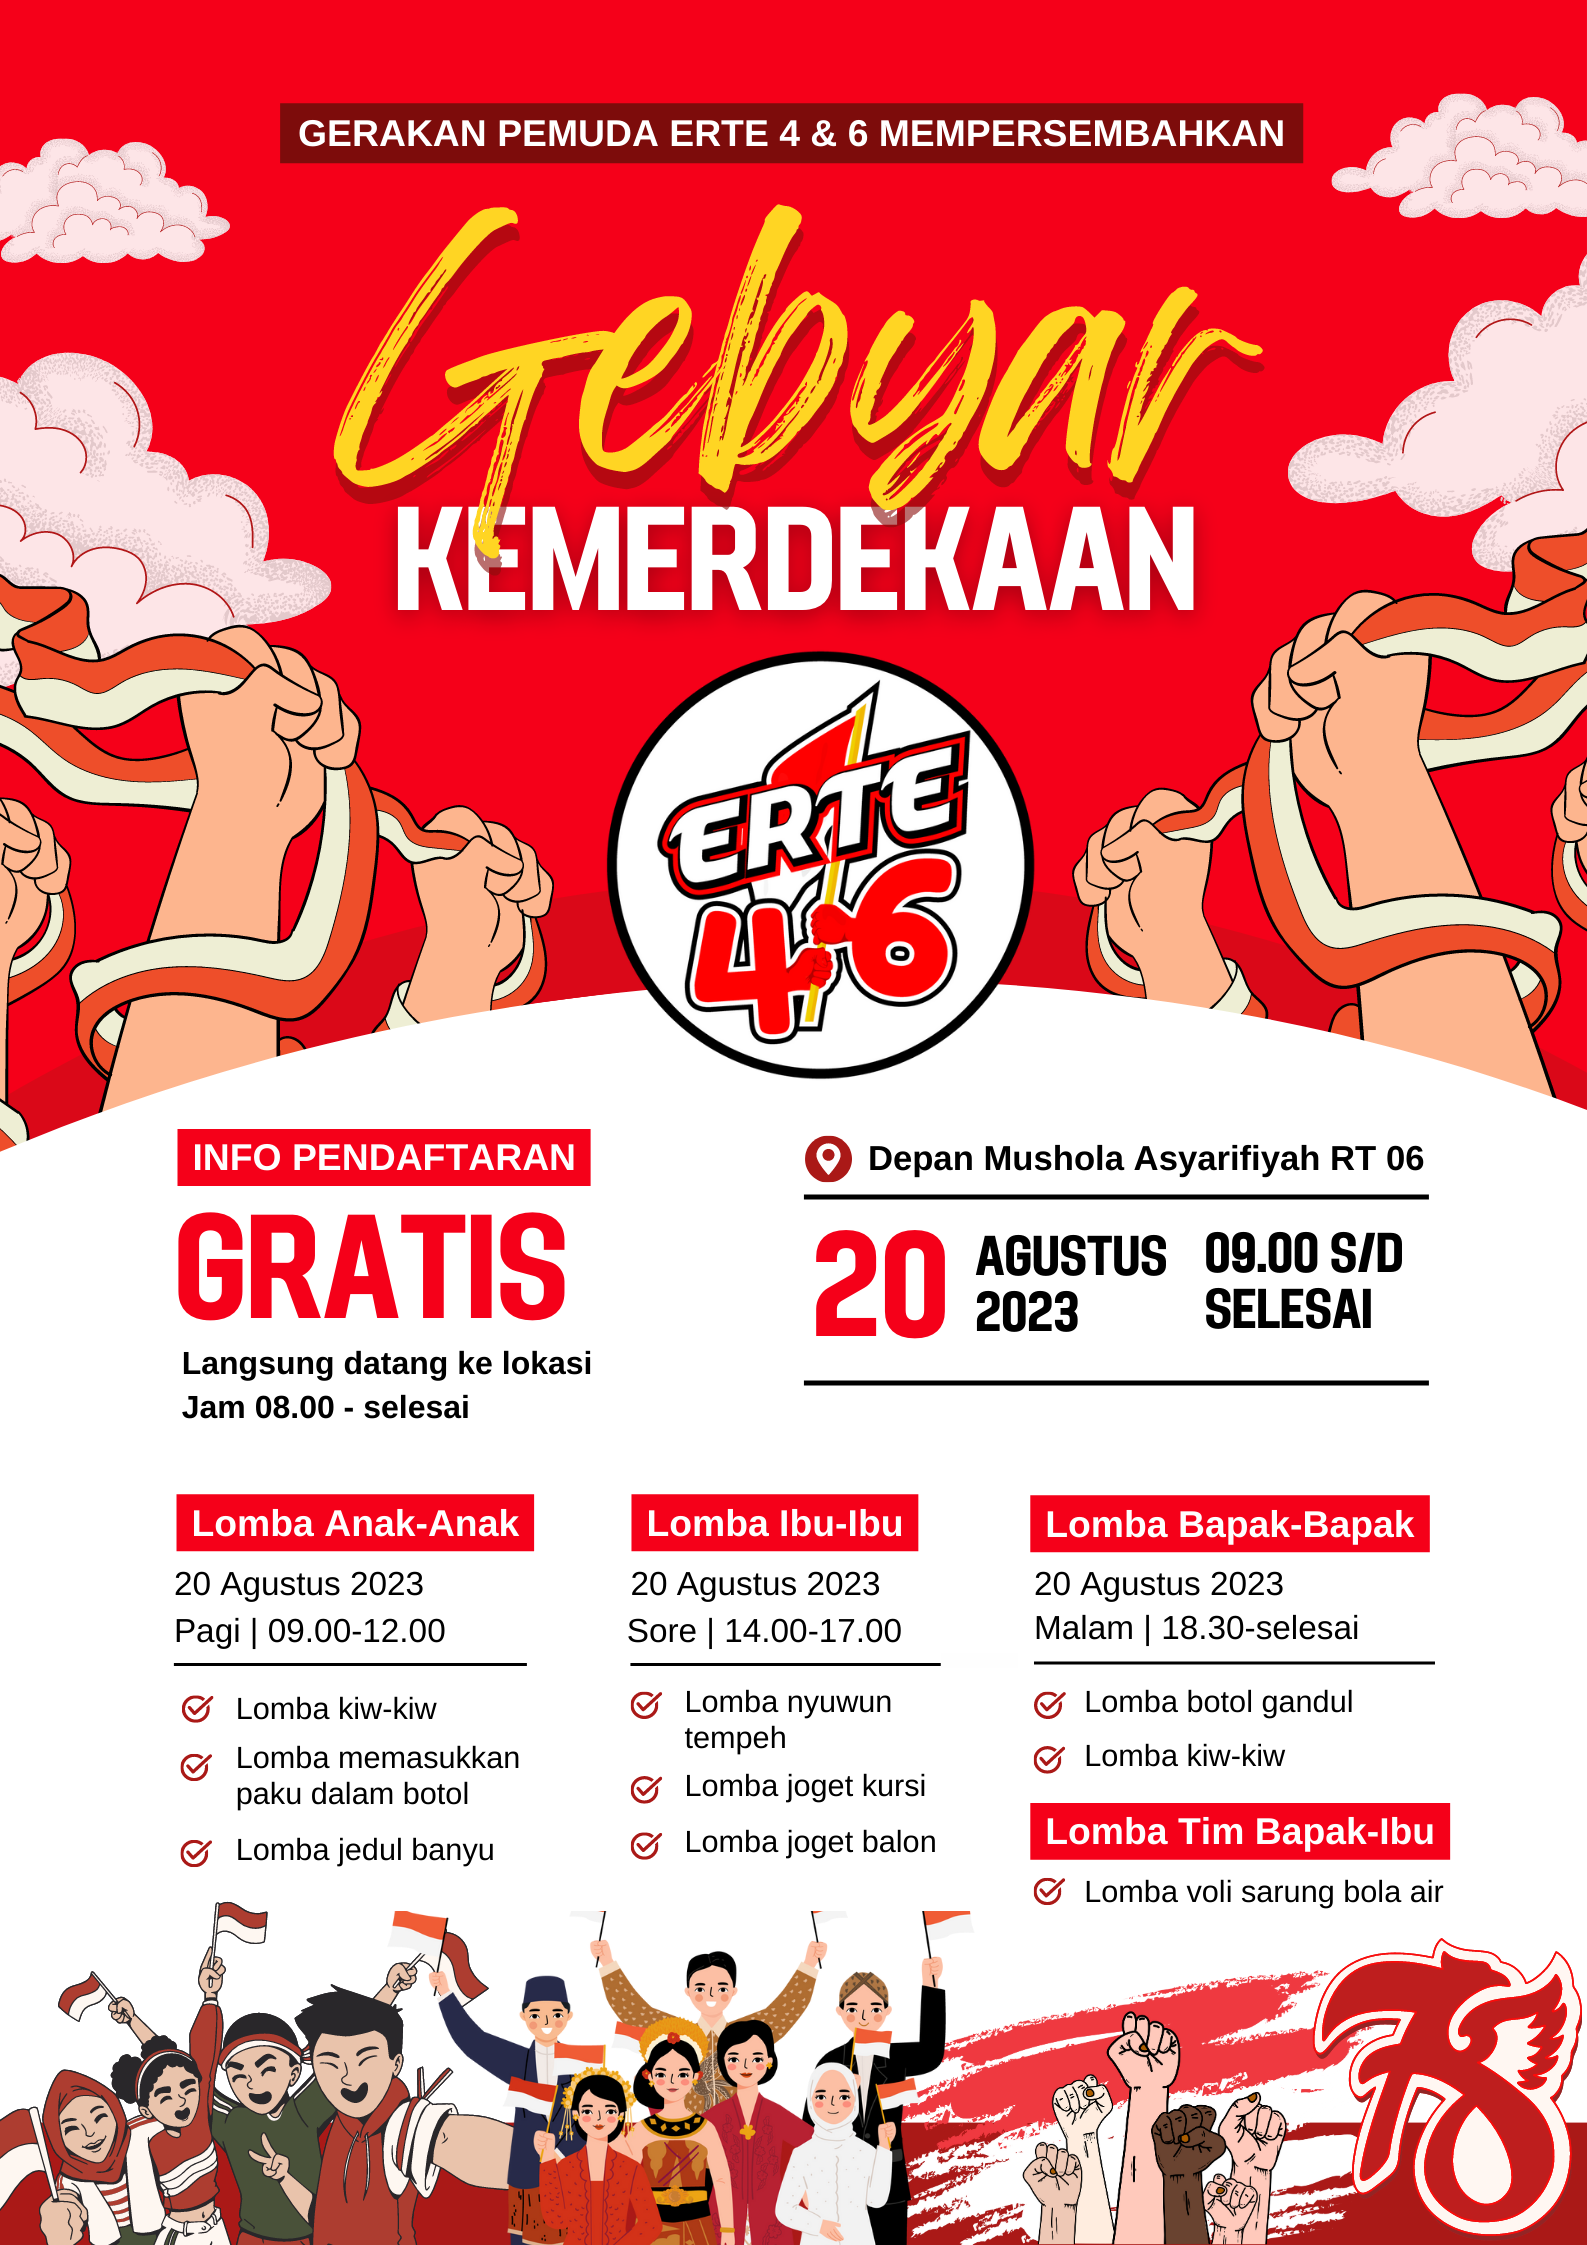 GERAKAN PEMUDA ERTE 4 & 6 MEMPERSEMBAHKAN
Gebyar
KEMERDEKAAN
ERTE
46
INFO PENDAFTARAN
GRATIS
Langsung datang ke lokasi
Jam 08.00 - selesai
Depan Mushola Asyarifiyah RT 06
20 AGUSTUS 2023
09.00 S/D SELESAI
Lomba Anak-Anak
20 Agustus 2023
Pagi | 09.00-12.00
Lomba kiw-kiw
Lomba memasukkan
paku dalam botol
Lomba jedul banyu
Lomba Ibu-Ibu
20 Agustus 2023
Sore | 14.00-17.00
Lomba nyuwun
tempeh
Lomba joget kursi
Lomba joget balon
Lomba Bapak-Bapak
20 Agustus 2023
Malam | 18.30-selesai
Lomba botol gandul
Lomba kiw-kiw
Lomba Tim Bapak-Ibu
Lomba voli sarung bola air
78